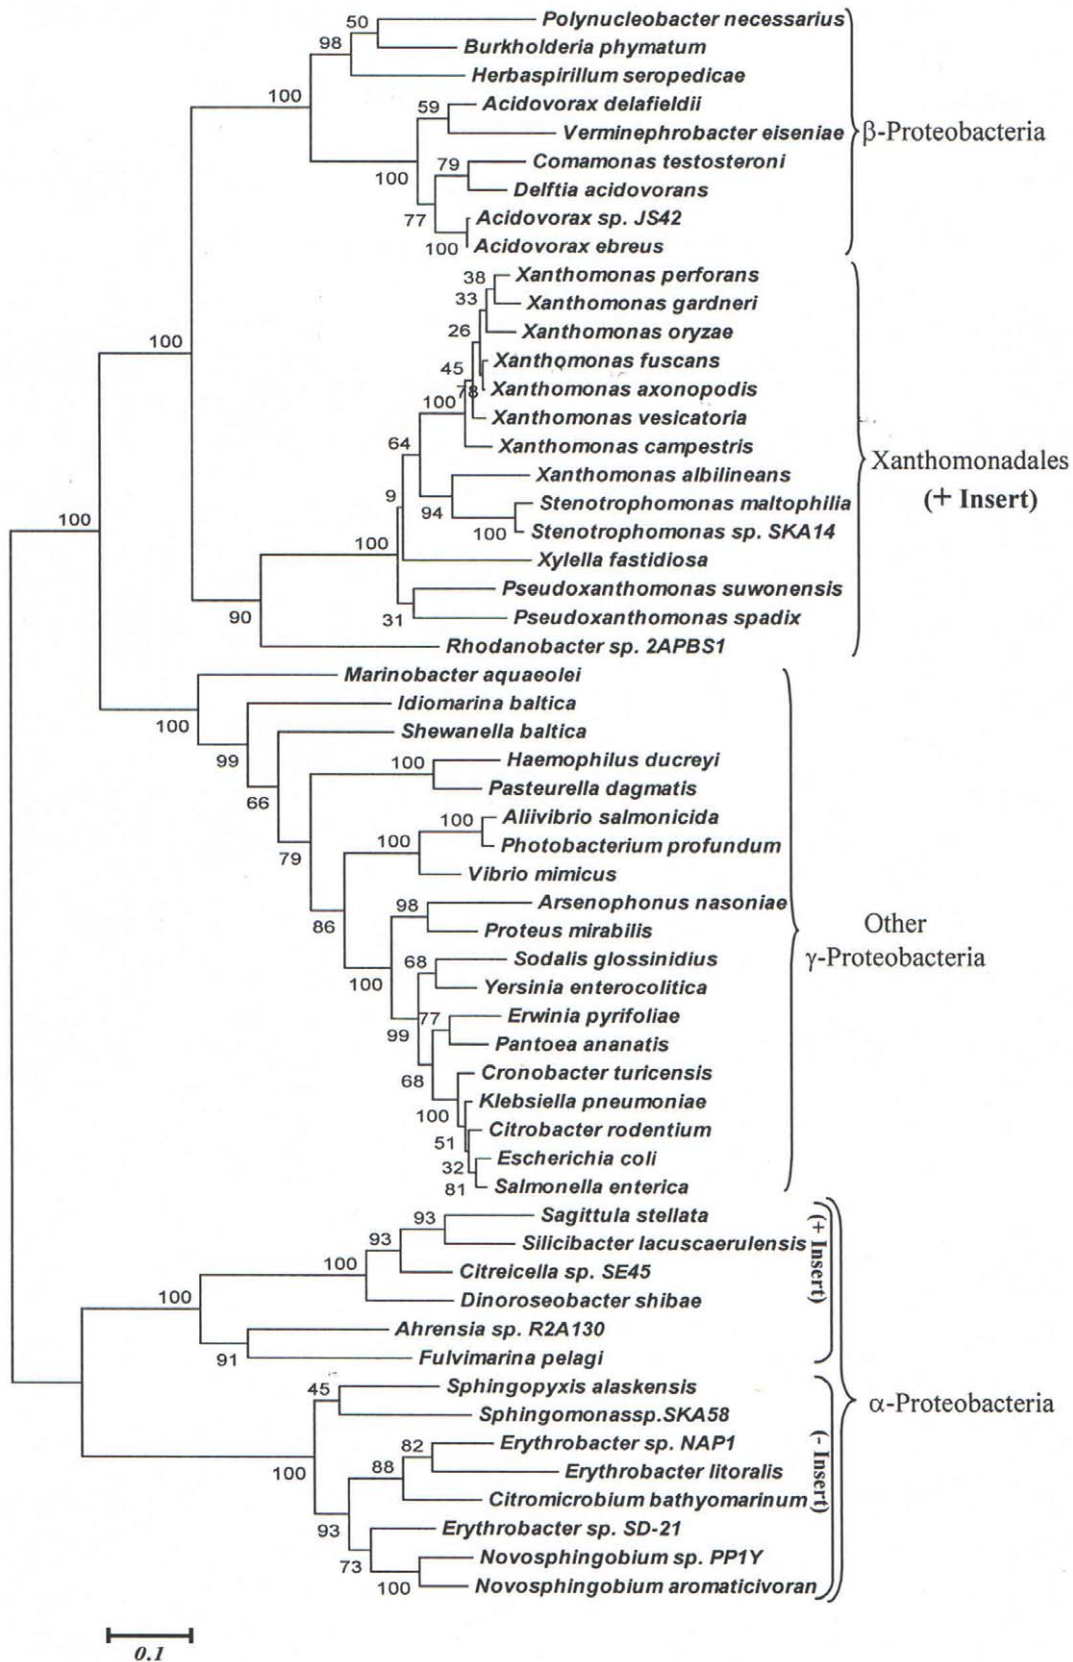 50
Polynucleobacter necessarius
98
Burkholderia phymatum
Herbaspirillum seropedicae
100
59
Acidovorax delafieldii
Verminephrobacter eiseniae
β-Proteobacteria
100
79
Comamonas testosteroni
Delftia acidovorans
77
Acidovorax sp. JS42
100
Acidovorax ebreus
38
Xanthomonas perforans
33
Xanthomonas gardneri
26
Xanthomonas oryzae
45
Xanthomonas fuscans
78
Xanthomonas axonopodis
100
Xanthomonas vesicatoria
100
64
Xanthomonas campestris
Xanthomonadales
(+ Insert)
9
Xanthomonas albilineans
94
Stenotrophomonas maltophilia
100
Stenotrophomonas sp. SKA14
100
100
Xylella fastidiosa
Pseudoxanthomonas suwonensis
90
31
Pseudoxanthomonas spadix
Rhodanobacter sp. 2APBS1
Marinobacter aquaeolei
100
Idiomarina baltica
99
Shewanella baltica
66
100
Haemophilus ducreyi
Pasteurella dagmatis
79
100
Aliivibrio salmonicida
100
Photobacterium profundum
Vibrio mimicus
86
98
Arsenophonus nasoniae
Proteus mirabilis
Other
γ-Proteobacteria
100
68
Sodalis glossinidius
Yersinia enterocolitica
99
77
Erwinia pyrifoliae
Pantoea ananatis
68
Cronobacter turicensis
100
Klebsiella pneumoniae
51
Citrobacter rodentium
32
Escherichia coli
81
Salmonella enterica
93
Sagittula stellata
93
Silicibacter lacuscaerulensis
(+ Insert)
100
Citreicella sp. SE45
100
Dinoroseobacter shibae
Ahrensia sp. R2A130
91
Fulvimarina pelagi
45
Sphingopyxis alaskensis
α-Proteobacteria
Sphingomonassp.SKA58
100
82
Erythrobacter sp. NAP1
88
Erythrobacter litoralis
(- Insert)
Citromicrobium bathyomarinum
93
Erythrobacter sp. SD-21
73
Novosphingobium sp. PP1Y
100
Novosphingobium aromaticivoran
0.1